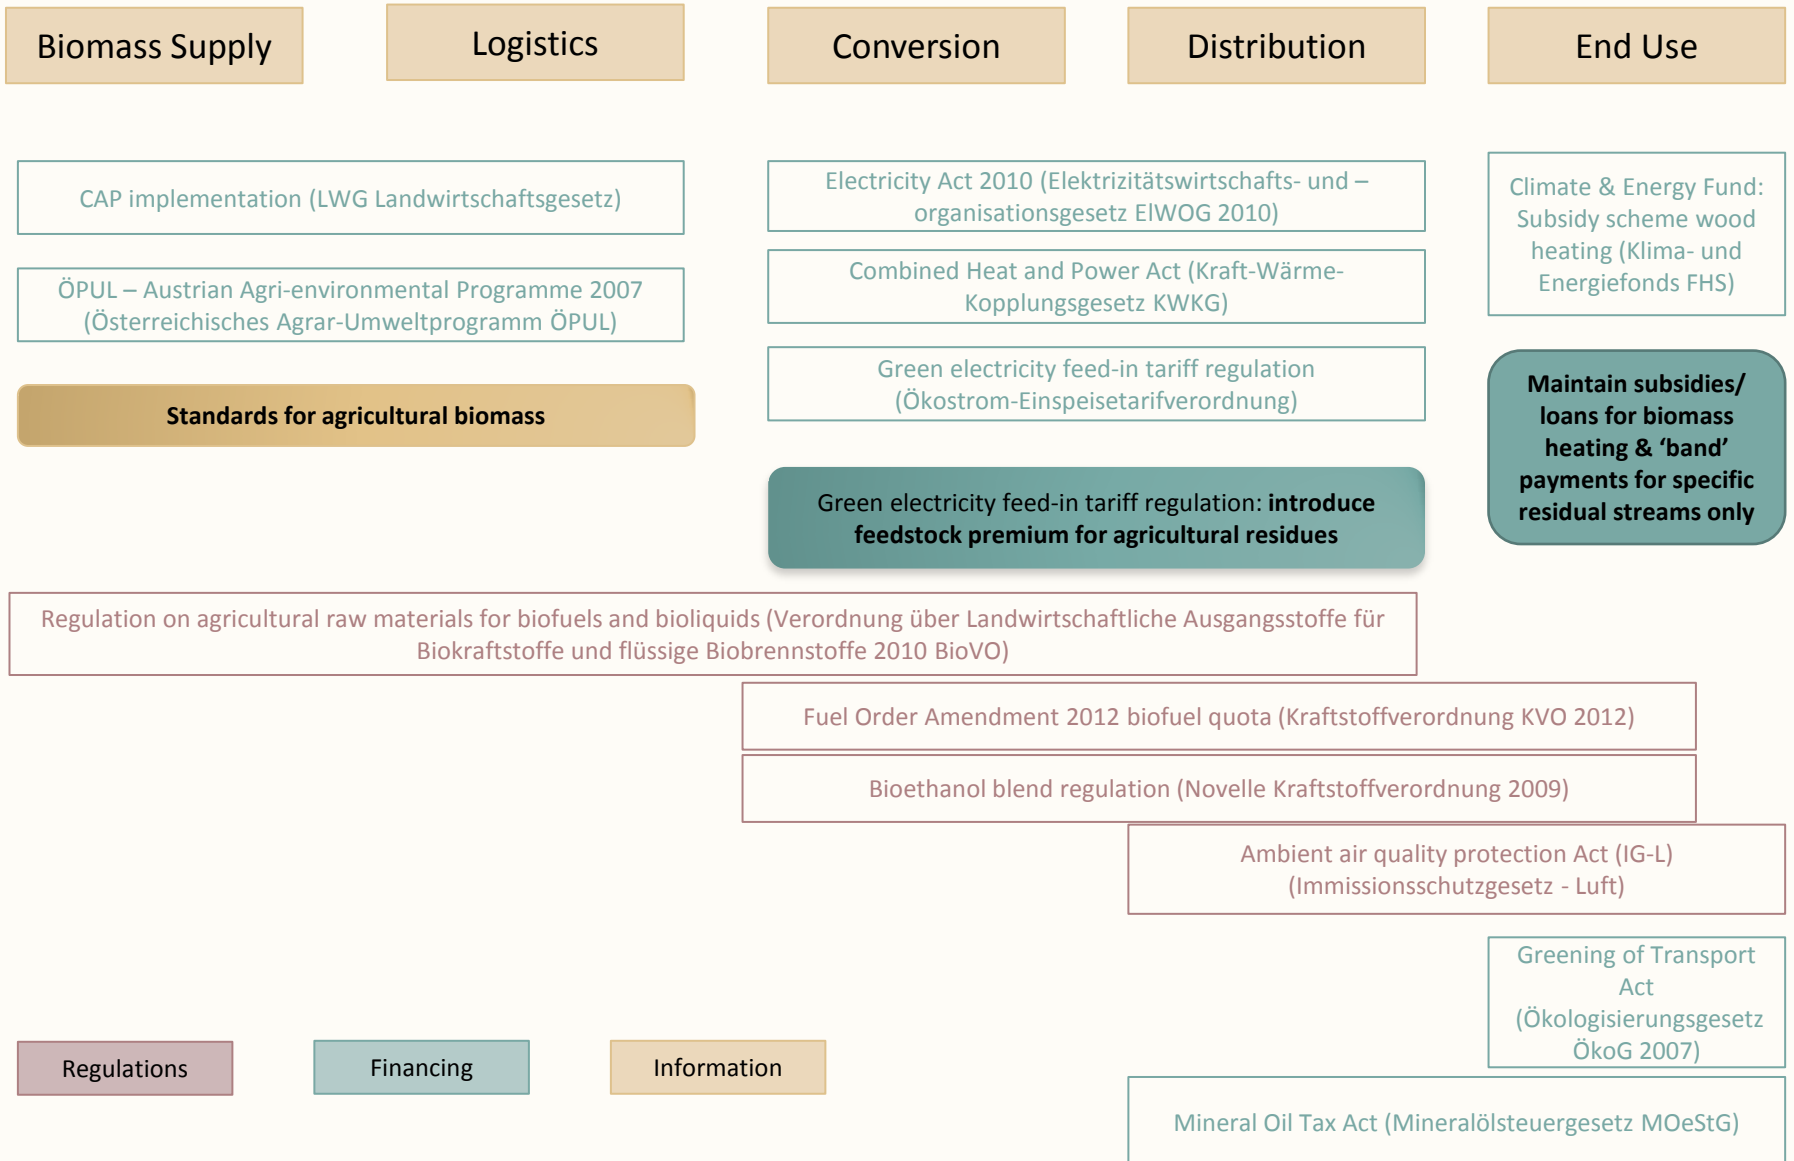 Biomass Supply
Logistics
Conversion
Distribution
End Use
CAP implementation (LWG Landwirtschaftsgesetz)
ÖPUL – Austrian Agri-environmental Programme 2007
(Österreichisches Agrar-Umweltprogramm ÖPUL)
Standards for agricultural biomass
Electricity Act 2010 (Elektrizitätswirtschafts- und –
organisationsgesetz ElWOG 2010)
Combined Heat and Power Act (Kraft-Wärme-
Kopplungsgesetz KWKG)
Green electricity feed-in tariff regulation
(Ökostrom-Einspeisetarifverordnung)
Green electricity feed-in tariff regulation: introduce
feedstock premium for agricultural residues
Climate & Energy Fund:
Subsidy scheme wood
heating (Klima- und
Energiefonds FHS)
Maintain subsidies/
loans for biomass
heating & ‘band’
payments for specific
residual streams only
Regulation on agricultural raw materials for biofuels and bioliquids (Verordnung über Landwirtschaftliche Ausgangsstoffe für
Biokraftstoffe und flüssige Biobrennstoffe 2010 BioVO)
Fuel Order Amendment 2012 biofuel quota (Kraftstoffverordnung KVO 2012)
Bioethanol blend regulation (Novelle Kraftstoffverordnung 2009)
Ambient air quality protection Act (IG-L)
(Immissionsschutzgesetz - Luft)
Greening of Transport
Act
(Ökologisierungsgesetz
ÖkoG 2007)
Mineral Oil Tax Act (Mineralölsteuergesetz MOeStG)
Regulations
Financing
Information